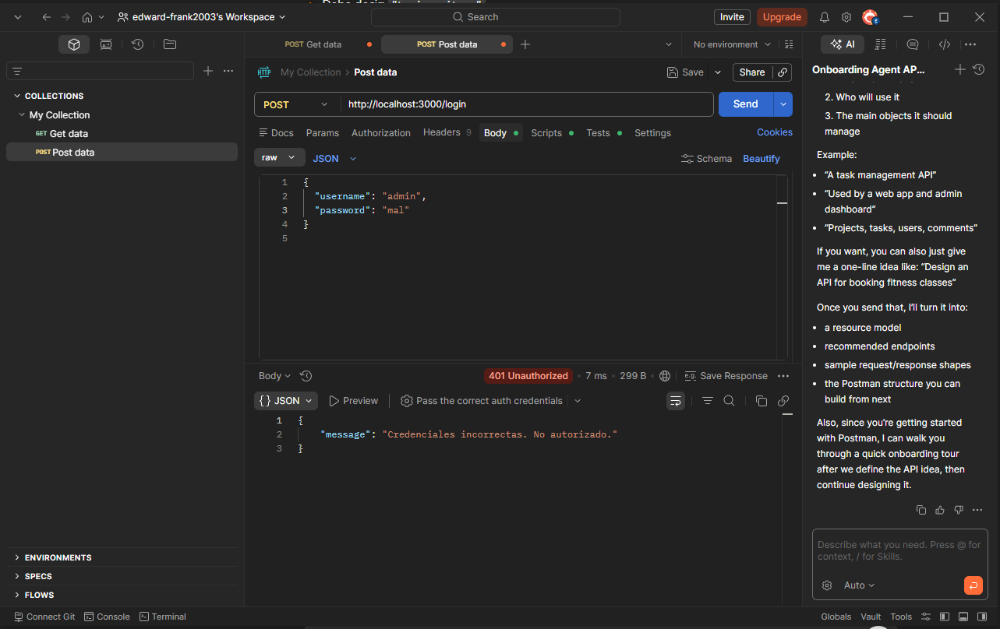 edward-frank2003's Workspace
Search
Invite
Upgrade
POST Get data
POST Post data
No environment
AI
COLLECTIONS
My Collection
GET Get data
POST Post data
ENVIRONMENTS
SPECS
FLOWS
HTTP
My Collection > Post data
Save
Share
POST
http://localhost:3000/login
Send
Docs
Params
Authorization
Headers 9
Body
Scripts
Tests
Settings
Cookies
raw
JSON
Schema
Beautify
1 {
2 "username": "admin",
3 "password": "mal"
4 }
5
Body
401 Unauthorized
7 ms
299 B
e.g. Save Response
{} JSON
Preview
Pass the correct auth credentials
1 {
2 "message": "Credenciales incorrectas. No autorizado."
3 }
Onboarding Agent AP...
2. Who will use it
3. The main objects it should
manage
Example:
• “A task management API”
• “Used by a web app and admin
dashboard”
• “Projects, tasks, users, comments”
If you want, you can also just give
me a one-line idea like: “Design an
API for booking fitness classes”
Once you send that, I’ll turn it into:
• a resource model
• recommended endpoints
• sample request/response shapes
• the Postman structure you can
build from next
Also, since you’re getting started
with Postman, I can walk you
through a quick onboarding tour
after we define the API idea, then
continue designing it.
Describe what you need. Press @ for
context, / for Skills.
Auto
Connect Git
Console
Terminal
Globals
Vault
Tools